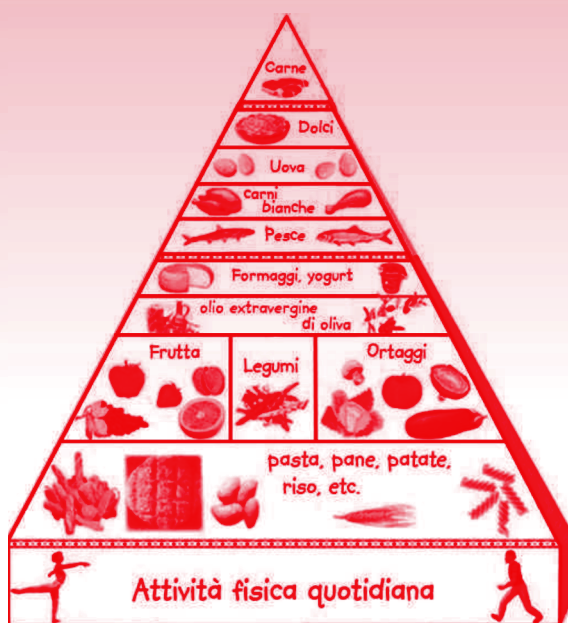 Carne
Dolci
Uova
carni
bianche
Pesce
Formaggi, yogurt
olio extravergine
di oliva
Frutta
Legumi
Ortaggi
pasta, pane, patate,
riso, etc.
Attività fisica quotidiana